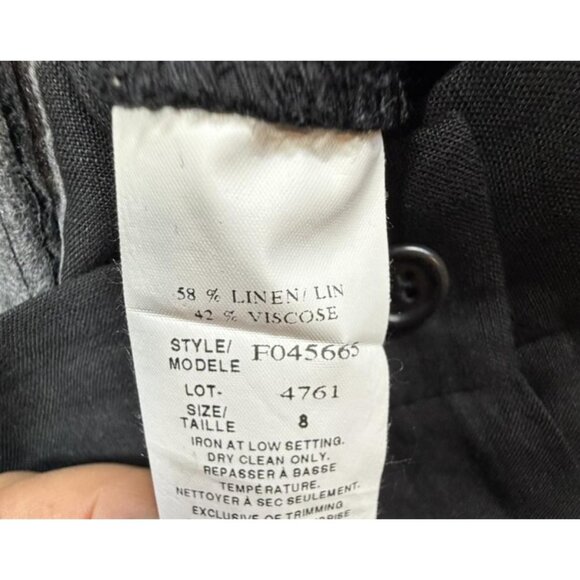 58 % LINEN/ LIN
42 % VISCOSE
STYLE/ MODELE F045665
LOT- 4761
SIZE/ TAILLE 8
IRON AT LOW SETTING.
DRY CLEAN ONLY.
REPASSER À BASSE
TEMPÉRATURE.
NETTOYER À SEC SEULEMENT.
EXCLUSIVE OF TRIMMING